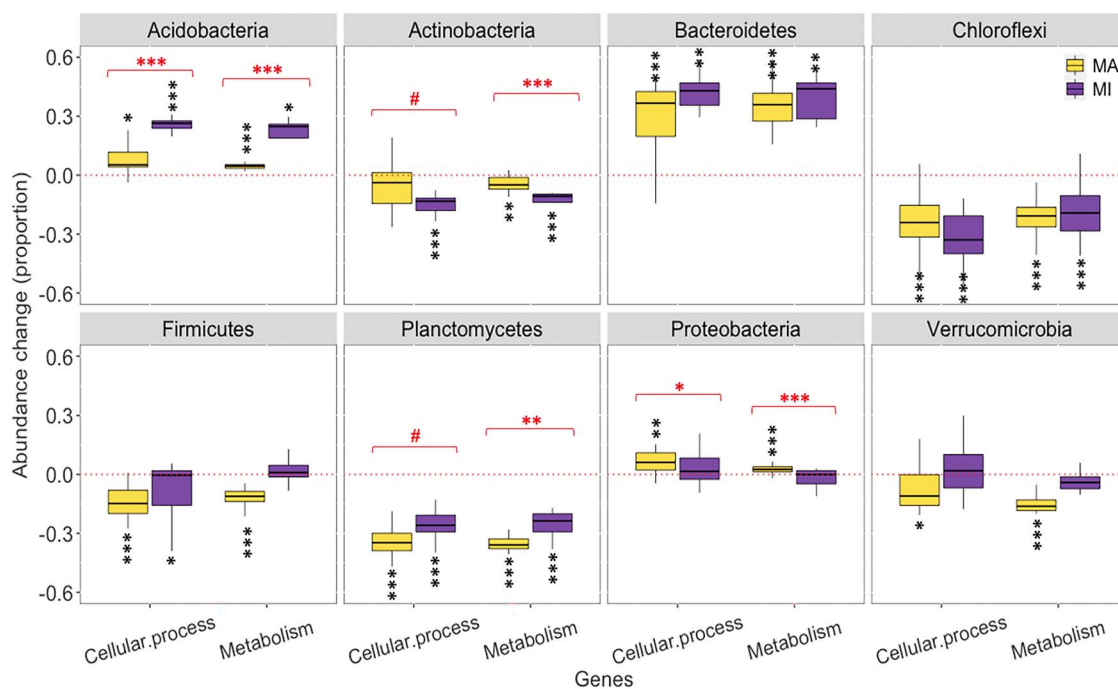 Acidobacteria Actinobacteria Bacteroidetes Chloroflexi
0.6
0.3
0.0
-0.3
-0.6
*** *** # ***
* *** *** *
*** ** ***
*** ** *** **
*** *** *** ***
MA
MI
Firmicutes Planctomycetes Proteobacteria Verrucomicrobia
0.6
0.3
0.0
-0.3
-0.6
*** * ***
# **
*** *** *** ***
* ***
** ***
* ***
Abundance change (proportion)
Cellular.process Metabolism Cellular.process Metabolism Cellular.process Metabolism Cellular.process Metabolism
Genes